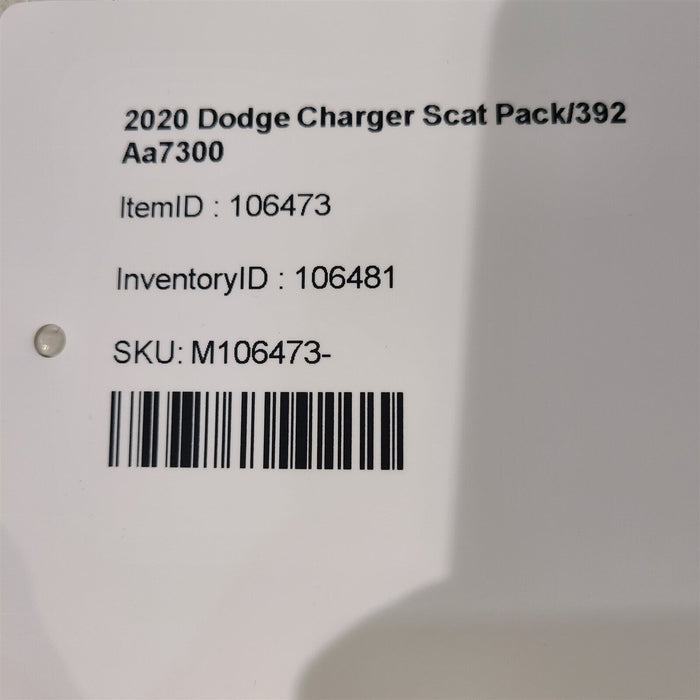 2020 Dodge Charger Scat Pack/392
Aa7300
ItemID : 106473
InventoryID : 106481
SKU: M106473-